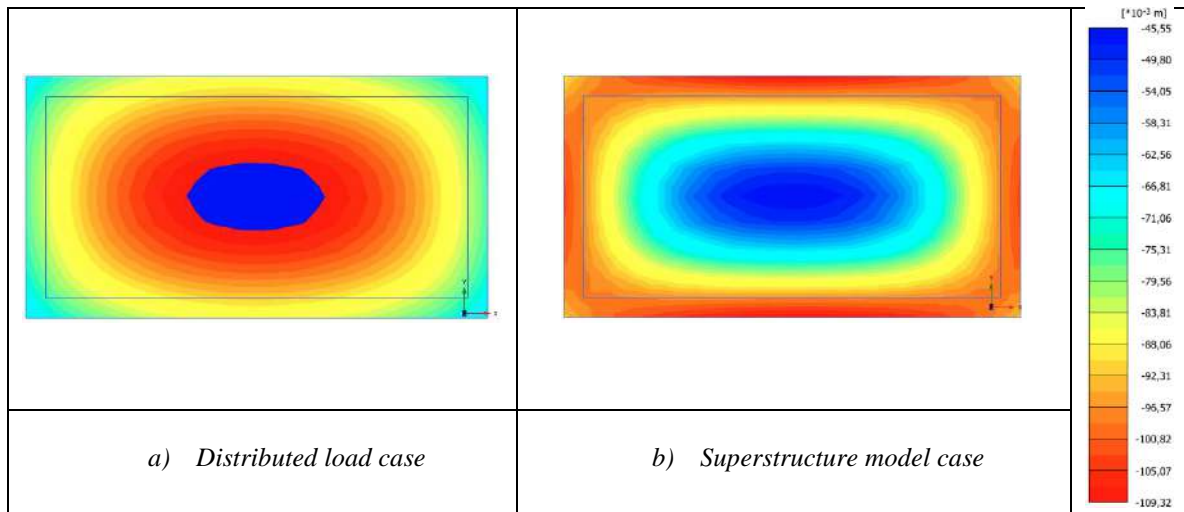 [*10⁻³ m]
-45,55
-49,80
-54,05
-58,31
-62,56
-66,81
-71,06
-75,31
-79,56
-83,81
-88,06
-92,31
-96,57
-100,82
-105,07
-109,32
Y
x
Y
x
a) Distributed load case
b) Superstructure model case